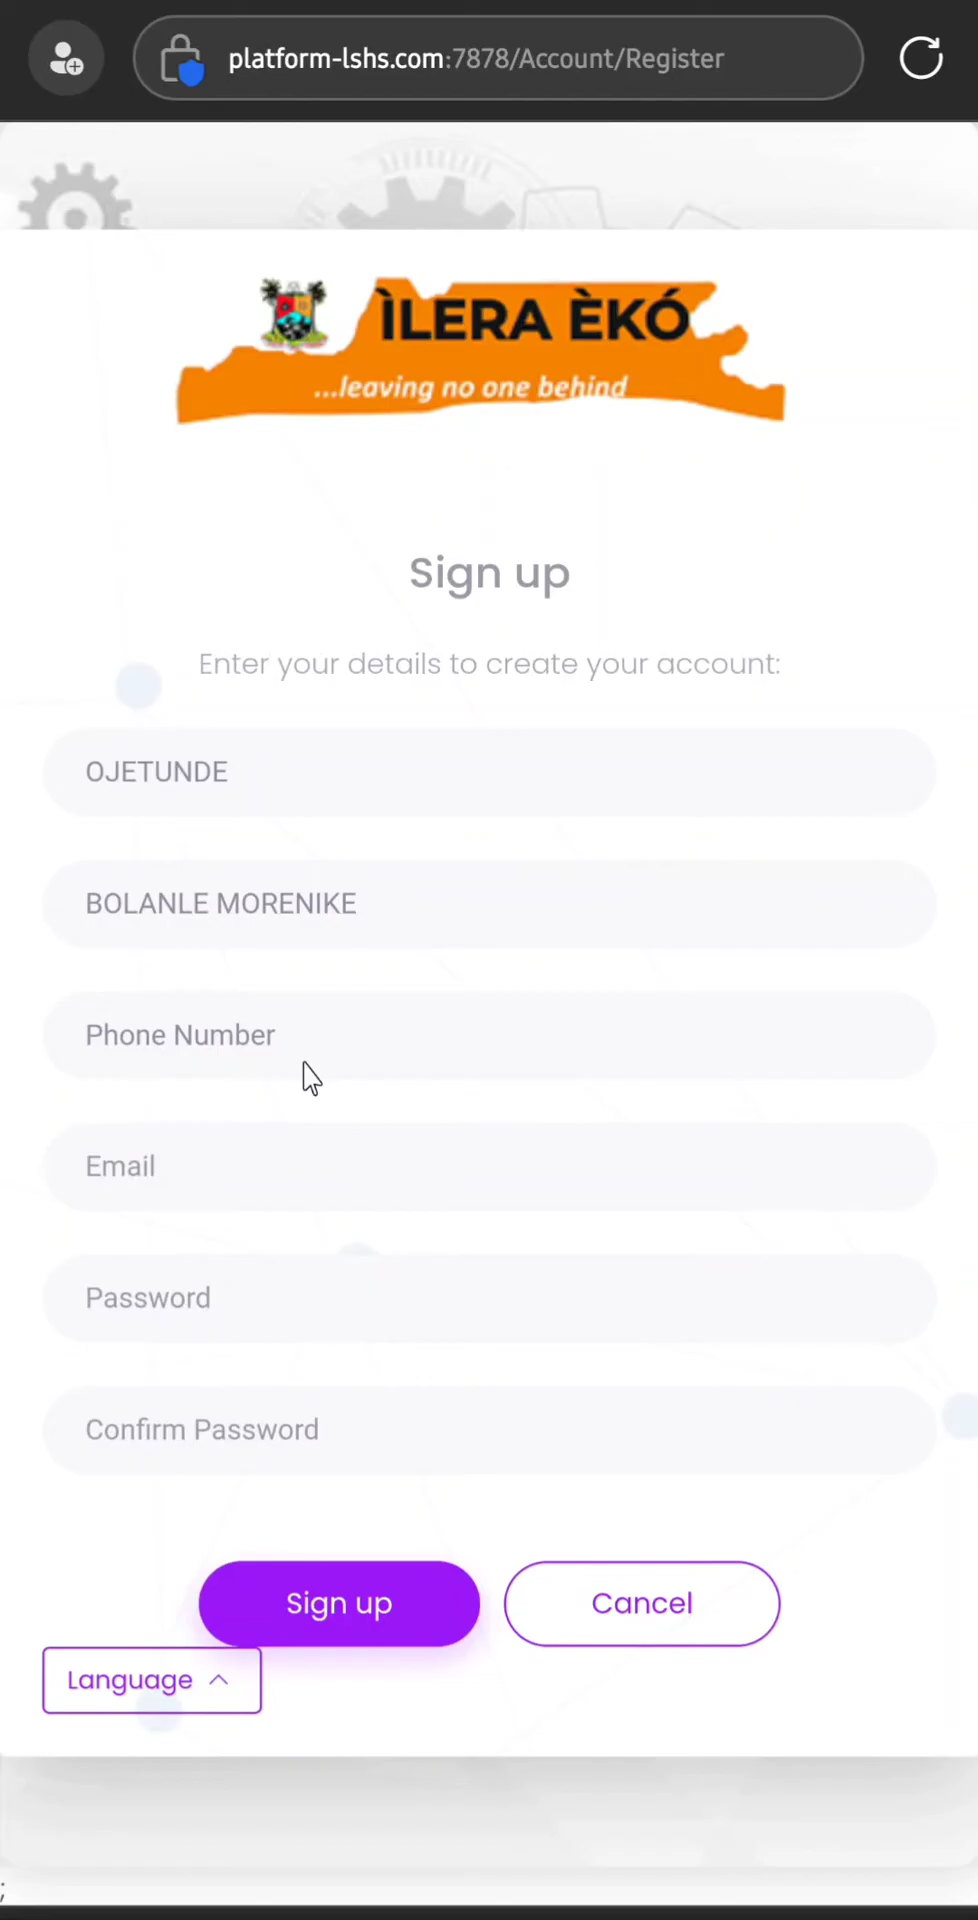 platform-lshs.com:7878/Account/Register
ÌLERA ÈKÓ
...leaving no one behind
Sign up
Enter your details to create your account:
OJETUNDE
BOLANLE MORENIKE
Phone Number
Email
Password
Confirm Password
Sign up
Cancel
Language
;